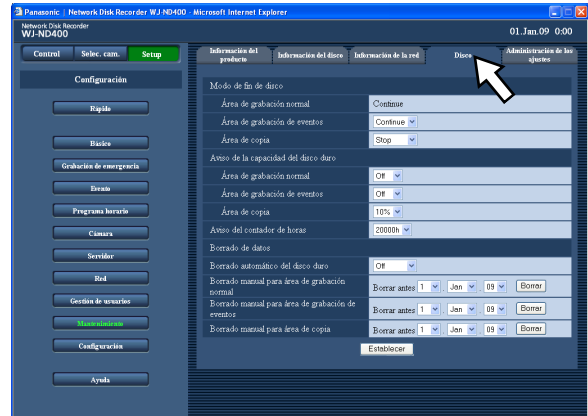 Panasonic | Network Disk Recorder WJ-ND400 - Microsoft Internet Explorer
Network Disk Recorder
WJ-ND400
01.Jan.09 0:00
Control Selec. cam. Setup
Configuración
Rápido
Básico
Grabación de emergencia
Evento
Programa horario
Cámara
Servidor
Red
Gestión de usuarios
Mantenimiento
Configuración
Ayuda
Información del producto
Información del disco
Información de la red
Disco
Administración de los ajustes
Modo de fin de disco
Área de grabación normal Continue
Área de grabación de eventos Continue
Área de copia Stop
Aviso de la capacidad del disco duro
Área de grabación normal Off
Área de grabación de eventos Off
Área de copia 10%
Aviso del contador de horas 20000h
Borrado de datos
Borrado automático del disco duro Off
Borrado manual para área de grabación normal Borrar antes 1 . Jan . 09 Borrar
Borrado manual para área de grabación de eventos Borrar antes 1 . Jan . 09 Borrar
Borrado manual para área de copia Borrar antes 1 . Jan . 09 Borrar
Establecer